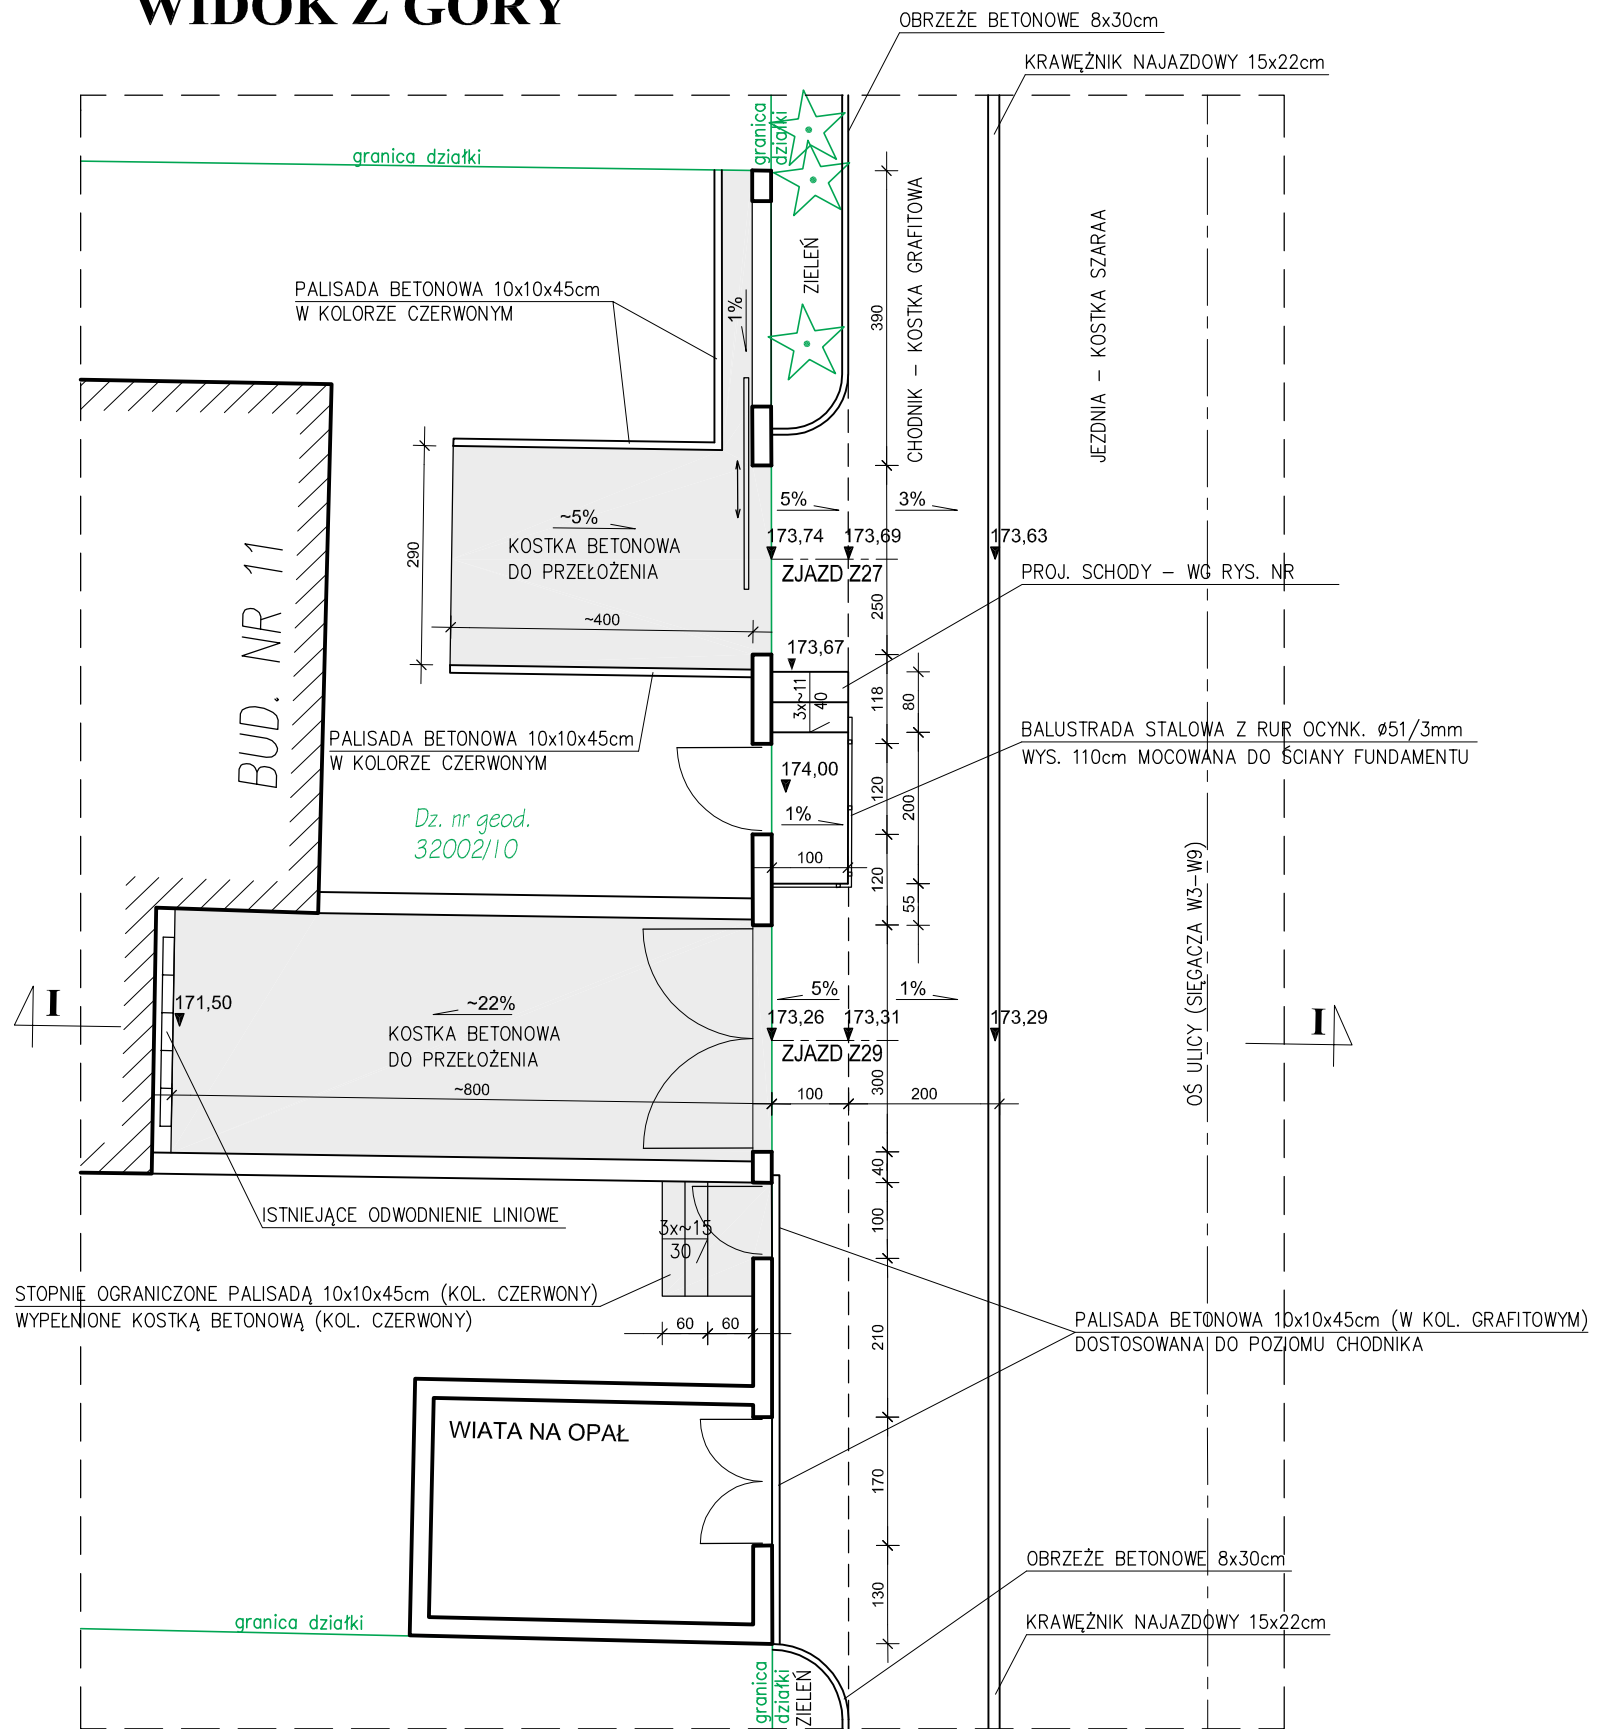 WIDOK Z GÓRY
OBRZEŻE BETONOWE 8x30cm
KRAWĘŻNIK NAJAZDOWY 15x22cm
granica działki
granica
działki
ZIELEŃ
CHODNIK – KOSTKA GRAFITOWA
JEZDNIA – KOSTKA SZARAA
390
PALISADA BETONOWA 10x10x45cm
W KOLORZE CZERWONYM
1%
290
~5%
KOSTKA BETONOWA
DO PRZEŁOŻENIA
~400
5%
3%
173,74
173,69
173,63
ZJAZD Z27
250
PROJ. SCHODY – WG RYS. NR
BUD. NR 11
173,67
3x~11
40
118
80
PALISADA BETONOWA 10x10x45cm
W KOLORZE CZERWONYM
BALUSTRADA STALOWA Z RUR OCYNK. ø51/3mm
WYS. 110cm MOCOWANA DO ŚCIANY FUNDAMENTU
174,00
1%
120
200
Dz. nr geod.
32002/10
100
120
55
OŚ ULICY (SIĘGACZA W3–W9)
I
171,50
~22%
KOSTKA BETONOWA
DO PRZEŁOŻENIA
~800
5%
1%
173,26
173,31
173,29
ZJAZD Z29
I
300
100
200
40
ISTNIEJĄCE ODWODNIENIE LINIOWE
3x~15
30
100
STOPNIE OGRANICZONE PALISADĄ 10x10x45cm (KOL. CZERWONY)
WYPEŁNIONE KOSTKĄ BETONOWĄ (KOL. CZERWONY)
60
60
210
PALISADA BETONOWA 10x10x45cm (W KOL. GRAFITOWYM)
DOSTOSOWANA DO POZIOMU CHODNIKA
WIATA NA OPAŁ
170
130
OBRZEŻE BETONOWE 8x30cm
KRAWĘŻNIK NAJAZDOWY 15x22cm
granica działki
granica
działki
ZIELEŃ